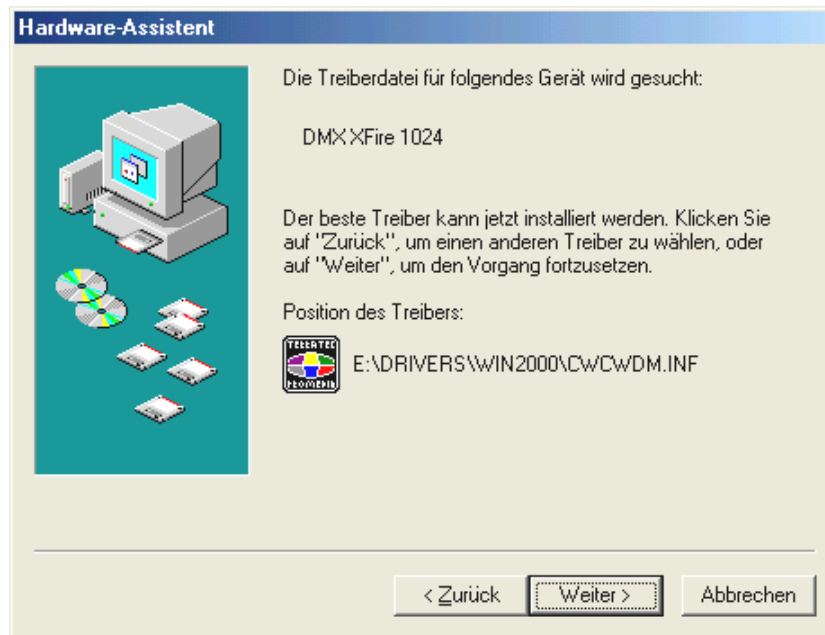 Hardware-Assistent
Die Treiberdatei für folgendes Gerät wird gesucht:
DMX XFire 1024
Der beste Treiber kann jetzt installiert werden. Klicken Sie
auf "Zurück", um einen anderen Treiber zu wählen, oder
auf "Weiter", um den Vorgang fortzusetzen.
Position des Treibers:
TERRATEC
PROMEDIA
E:\DRIVERS\WIN2000\CWCWDM.INF
< Zurück
Weiter >
Abbrechen